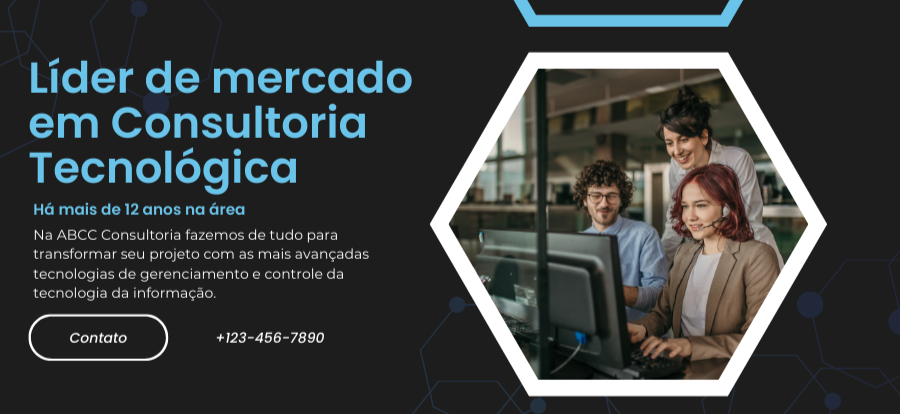 Líder de mercado
em Consultoria
Tecnológica
Há mais de 12 anos na área
Na ABCC Consultoria fazemos de tudo para
transformar seu projeto com as mais avançadas
tecnologias de gerenciamento e controle da
tecnologia da informação.
Contato
+123-456-7890